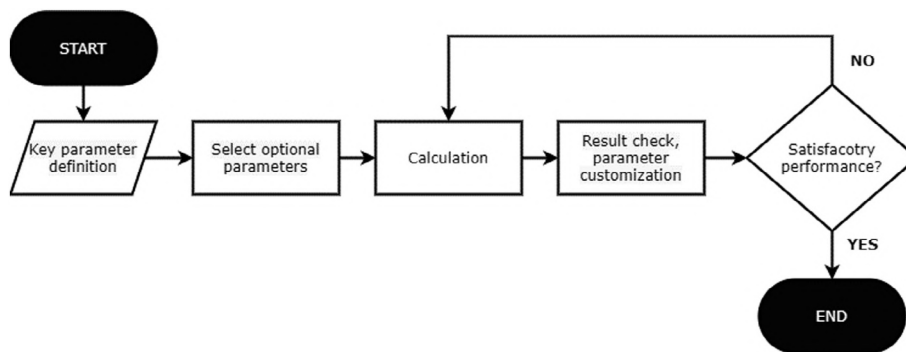 START
Key parameter
definition
Select optional
parameters
Calculation
Result check,
parameter
customization
Satisfacotry
performance?
NO
YES
END